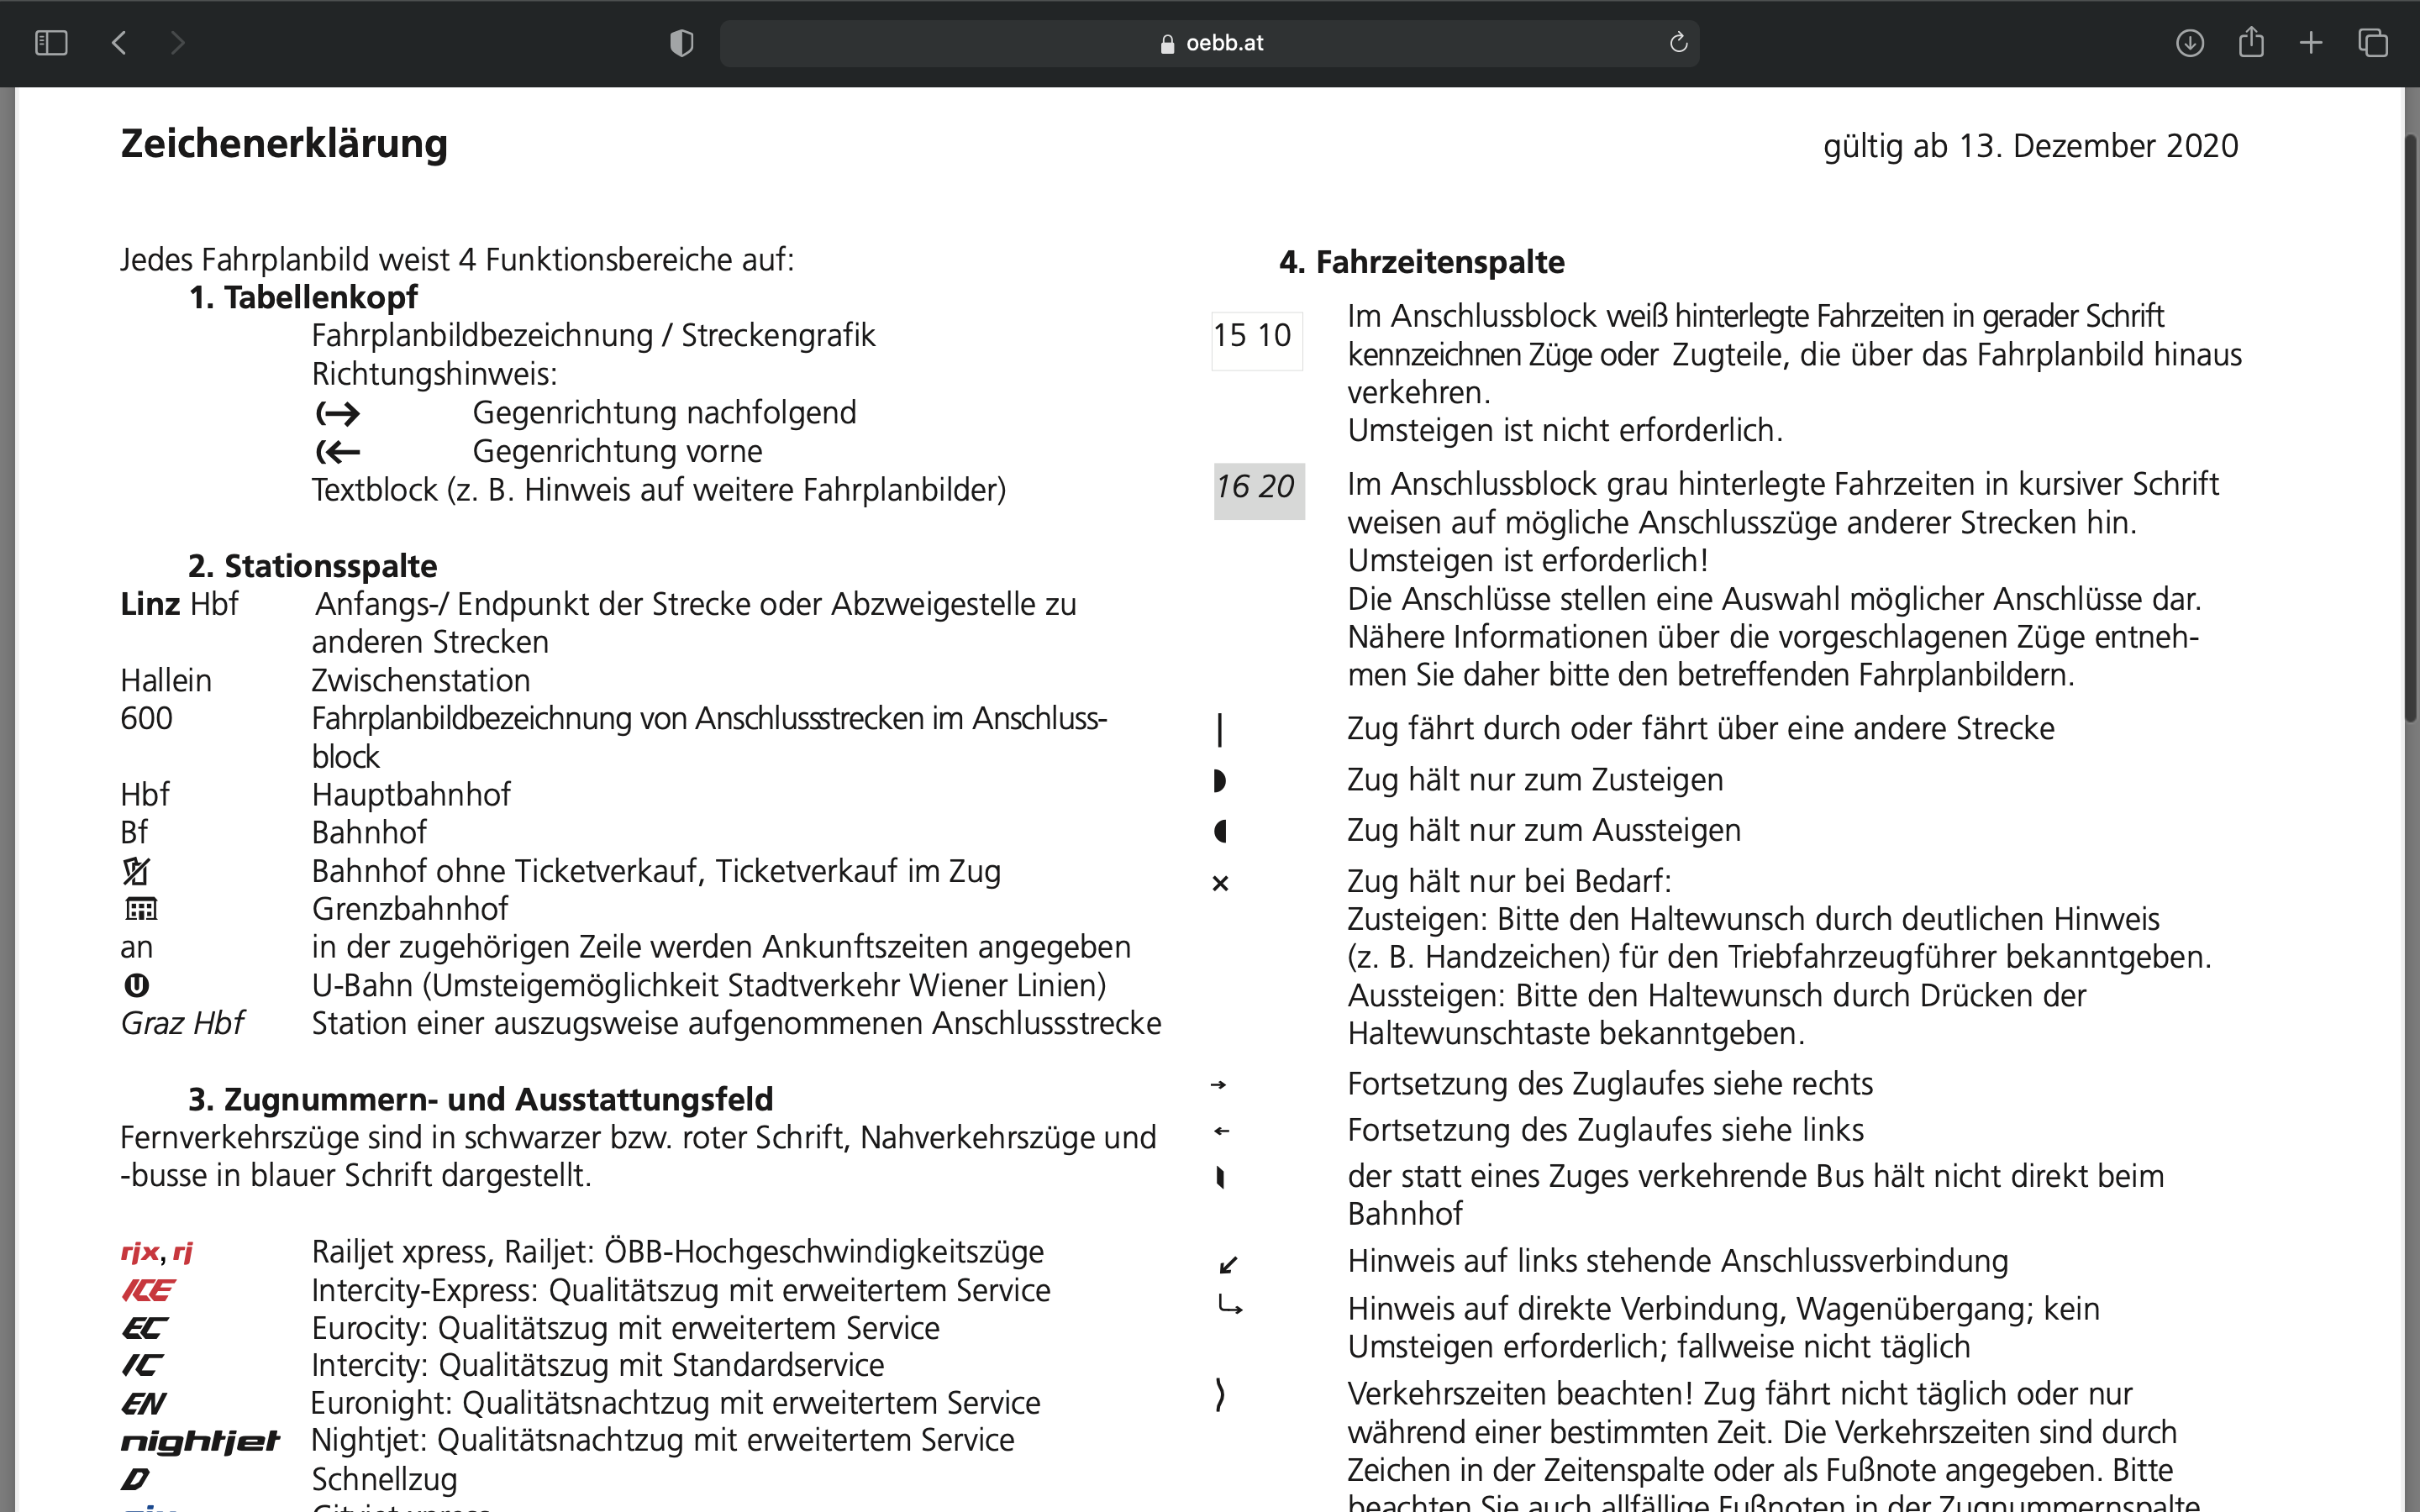 oebb.at
Zeichenerklärung
gültig ab 13. Dezember 2020
Jedes Fahrplanbild weist 4 Funktionsbereiche auf:
1. Tabellenkopf
Fahrplanbildbezeichnung / Streckengrafik
Richtungshinweis:
(→ Gegenrichtung nachfolgend
(← Gegenrichtung vorne
Textblock (z. B. Hinweis auf weitere Fahrplanbilder)
2. Stationsspalte
Linz Hbf Anfangs-/ Endpunkt der Strecke oder Abzweigestelle zu
anderen Strecken
Hallein Zwischenstation
600 Fahrplanbildbezeichnung von Anschlussstrecken im Anschluss-
block
Hbf Hauptbahnhof
Bf Bahnhof
Bahnhof ohne Ticketverkauf, Ticketverkauf im Zug
Grenzbahnhof
an in der zugehörigen Zeile werden Ankunftszeiten angegeben
U U-Bahn (Umsteigemöglichkeit Stadtverkehr Wiener Linien)
Graz Hbf Station einer auszugsweise aufgenommenen Anschlussstrecke
3. Zugnummern- und Ausstattungsfeld
Fernverkehrszüge sind in schwarzer bzw. roter Schrift, Nahverkehrszüge und
-busse in blauer Schrift dargestellt.
rjx, rj Railjet xpress, Railjet: ÖBB-Hochgeschwindigkeitszüge
ICE Intercity-Express: Qualitätszug mit erweitertem Service
EC Eurocity: Qualitätszug mit erweitertem Service
IC Intercity: Qualitätszug mit Standardservice
EN Euronight: Qualitätsnachtzug mit erweitertem Service
nightjet Nightjet: Qualitätsnachtzug mit erweitertem Service
D Schnellzug
4. Fahrzeitenspalte
15 10 Im Anschlussblock weiß hinterlegte Fahrzeiten in gerader Schrift
kennzeichnen Züge oder Zugteile, die über das Fahrplanbild hinaus
verkehren.
Umsteigen ist nicht erforderlich.
16 20 Im Anschlussblock grau hinterlegte Fahrzeiten in kursiver Schrift
weisen auf mögliche Anschlusszüge anderer Strecken hin.
Umsteigen ist erforderlich!
Die Anschlüsse stellen eine Auswahl möglicher Anschlüsse dar.
Nähere Informationen über die vorgeschlagenen Züge entneh-
men Sie daher bitte den betreffenden Fahrplanbildern.
| Zug fährt durch oder fährt über eine andere Strecke
◗ Zug hält nur zum Zusteigen
◖ Zug hält nur zum Aussteigen
× Zug hält nur bei Bedarf:
Zusteigen: Bitte den Haltewunsch durch deutlichen Hinweis
(z. B. Handzeichen) für den Triebfahrzeugführer bekanntgeben.
Aussteigen: Bitte den Haltewunsch durch Drücken der
Haltewunschtaste bekanntgeben.
→ Fortsetzung des Zuglaufes siehe rechts
← Fortsetzung des Zuglaufes siehe links
der statt eines Zuges verkehrende Bus hält nicht direkt beim
Bahnhof
↙ Hinweis auf links stehende Anschlussverbindung
↳ Hinweis auf direkte Verbindung, Wagenübergang; kein
Umsteigen erforderlich; fallweise nicht täglich
Verkehrszeiten beachten! Zug fährt nicht täglich oder nur
während einer bestimmten Zeit. Die Verkehrszeiten sind durch
Zeichen in der Zeitenspalte oder als Fußnote angegeben. Bitte
beachten Sie auch allfällige Fußnoten in der Zugnummernspalte